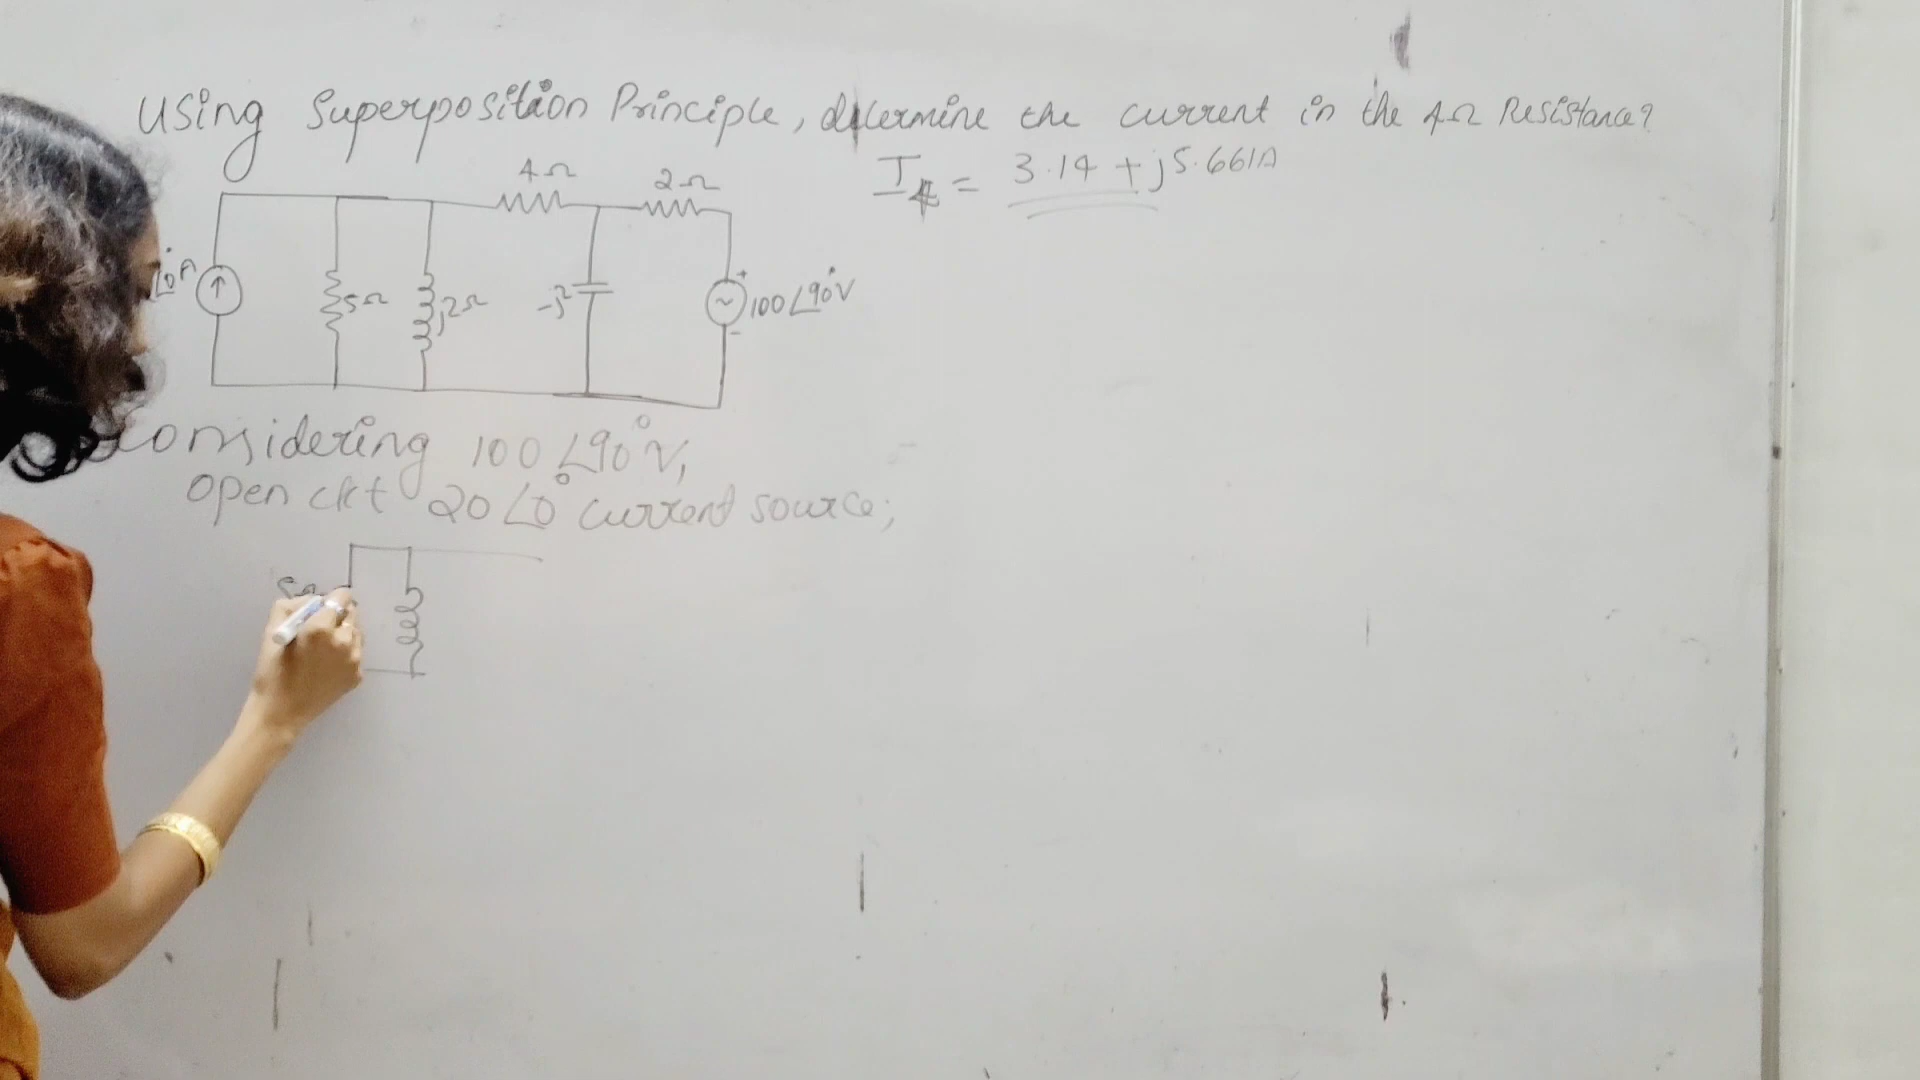 Using Superposition Principle, determine the current in the 4Ω Resistance?
I4 = 3.14 + j5.661A
4Ω
2Ω
∠0°A
5Ω
j2Ω
-j2
+
100∠90°V
-
considering 100∠90°V,
open ckt 20∠0° current source;